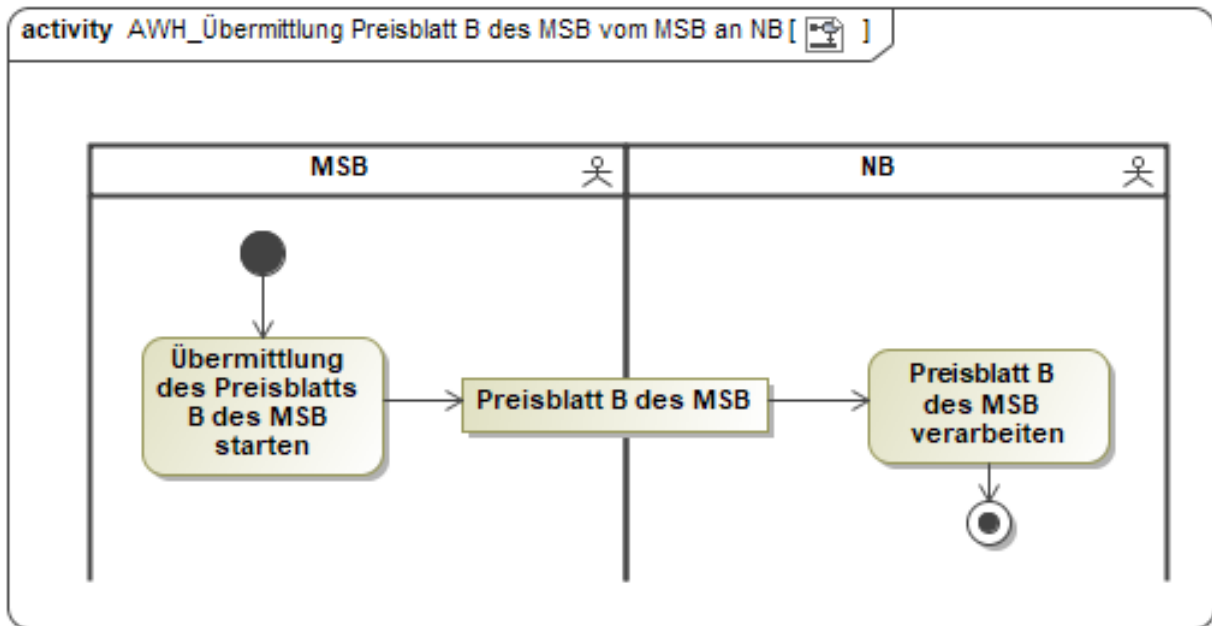 activity AWH_Übermittlung Preisblatt B des MSB vom MSB an NB [ ]
MSB
NB
Übermittlung
des Preisblatts
B des MSB
starten
Preisblatt B des MSB
Preisblatt B
des MSB
verarbeiten